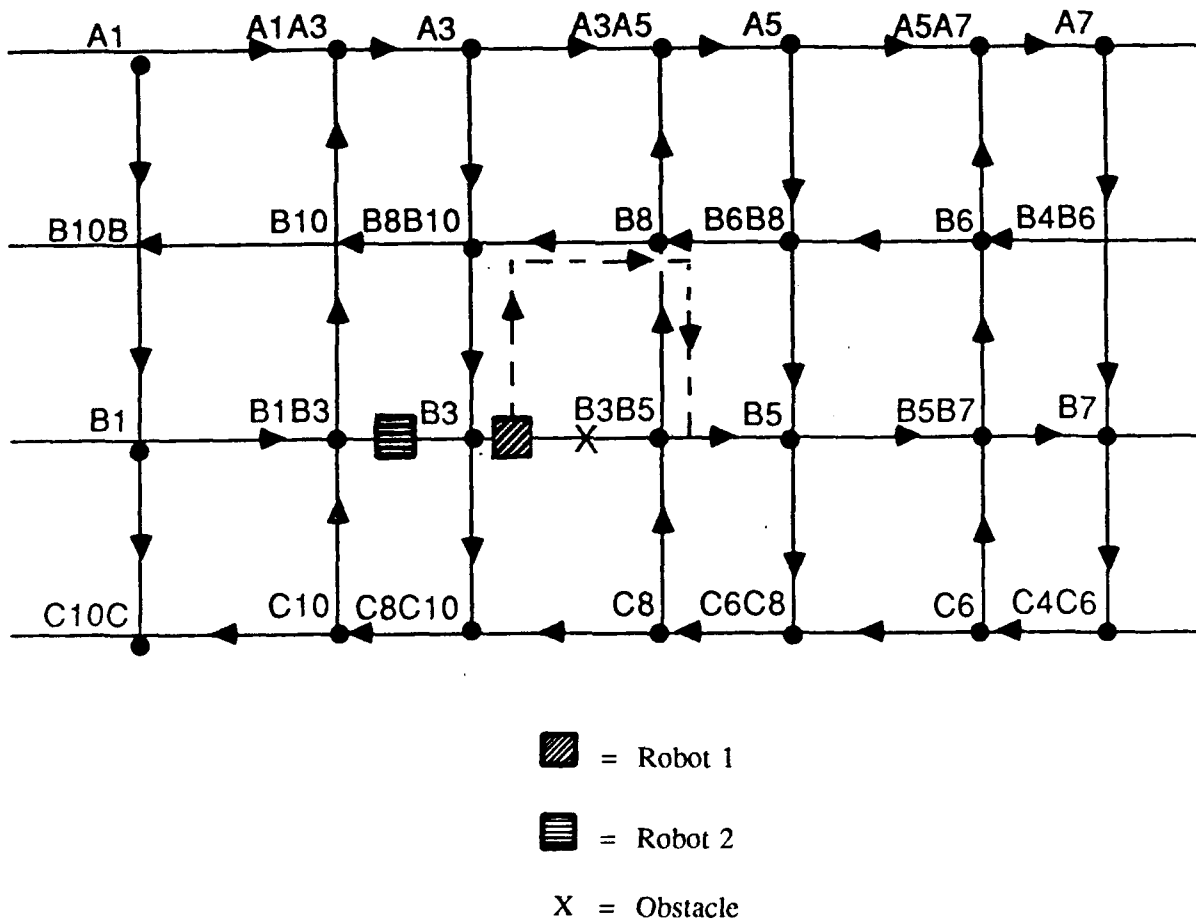 A1 A1A3 A3 A3A5 A5 A5A7 A7
B10B B10 B8B10 B8 B6B8 B6 B4B6
B1 B1B3 B3 B3B5 B5 B5B7 B7
X
C10C C10 C8C10 C8 C6C8 C6 C4C6
= Robot 1
= Robot 2
X = Obstacle